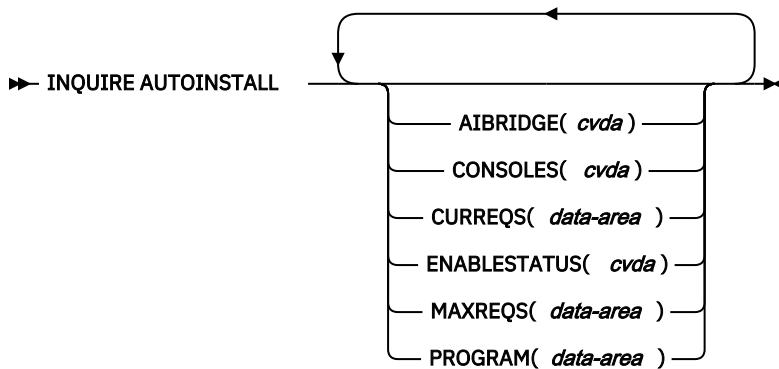 INQUIRE AUTOINSTALL
AIBRIDGE( cvda )
CONSOLES( cvda )
CURREQS( data-area )
ENABLESTATUS( cvda )
MAXREQS( data-area )
PROGRAM( data-area )